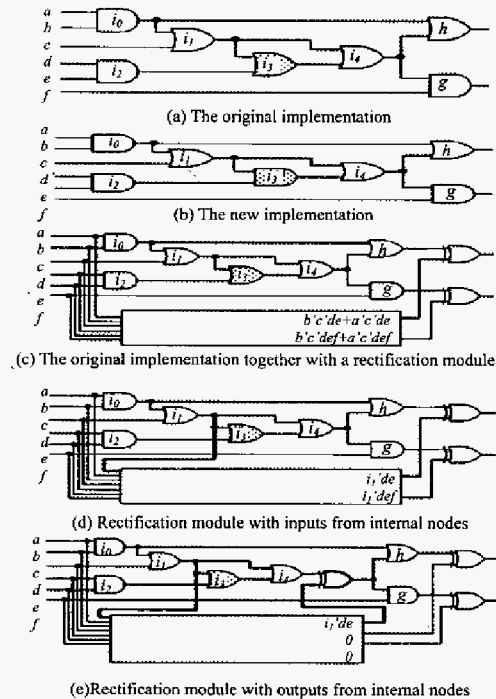 a
b
c
d
e
f
i0
i1
i2
i3
i4
h
g
(a) The original implementation
a
b
c
d'
e
f
i0
i1
i2
i3
i4
h
g
(b) The new implementation
a
b
c
d
e
f
i0
i1
i2
i3
i4
h
g
b'c'de+a'c'de
b'c'def+a'c'def
(c) The original implementation together with a rectification module
a
b
c
d
e
f
i0
i1
i2
i3
i4
h
g
i1'de
i1'def
(d) Rectification module with inputs from internal nodes
a
b
c
d
e
f
i0
i1
i2
i3
i4
h
g
i1'de
0
0
(e)Rectification module with outputs from internal nodes